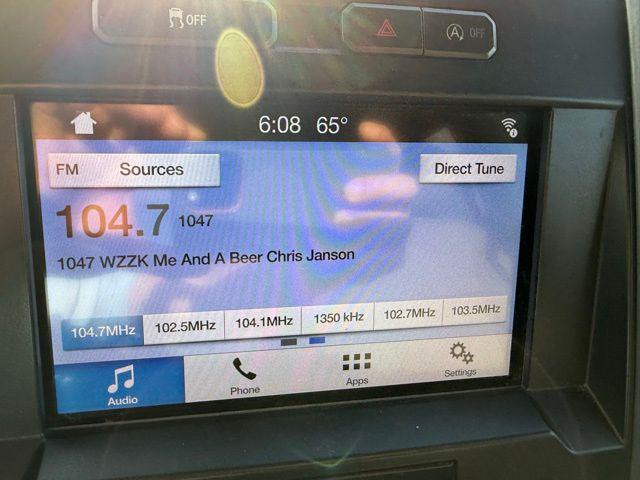 OFF
OFF
6:08 65°
FM Sources
Direct Tune
104.7 1047
1047 WZZK Me And A Beer Chris Janson
104.7MHz 102.5MHz 104.1MHz 1350 kHz 102.7MHz 103.5MHz
Audio Phone Apps Settings